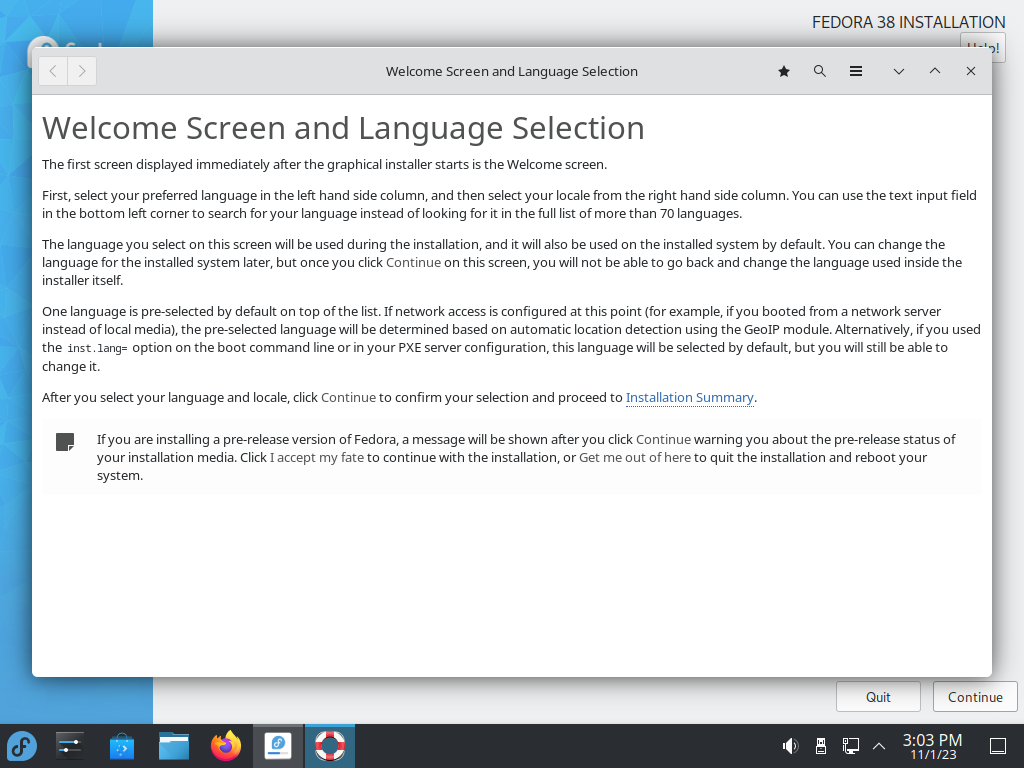 FEDORA 38 INSTALLATION
Welcome Screen and Language Selection
Welcome Screen and Language Selection
The first screen displayed immediately after the graphical installer starts is the Welcome screen.
First, select your preferred language in the left hand side column, and then select your locale from the right hand side column. You can use the text input field
in the bottom left corner to search for your language instead of looking for it in the full list of more than 70 languages.
The language you select on this screen will be used during the installation, and it will also be used on the installed system by default. You can change the
language for the installed system later, but once you click Continue on this screen, you will not be able to go back and change the language used inside the
installer itself.
One language is pre-selected by default on top of the list. If network access is configured at this point (for example, if you booted from a network server
instead of local media), the pre-selected language will be determined based on automatic location detection using the GeoIP module. Alternatively, if you used
the inst.lang= option on the boot command line or in your PXE server configuration, this language will be selected by default, but you will still be able to
change it.
After you select your language and locale, click Continue to confirm your selection and proceed to Installation Summary.
If you are installing a pre-release version of Fedora, a message will be shown after you click Continue warning you about the pre-release status of
your installation media. Click I accept my fate to continue with the installation, or Get me out of here to quit the installation and reboot your
system.
Quit
Continue
3:03 PM
11/1/23